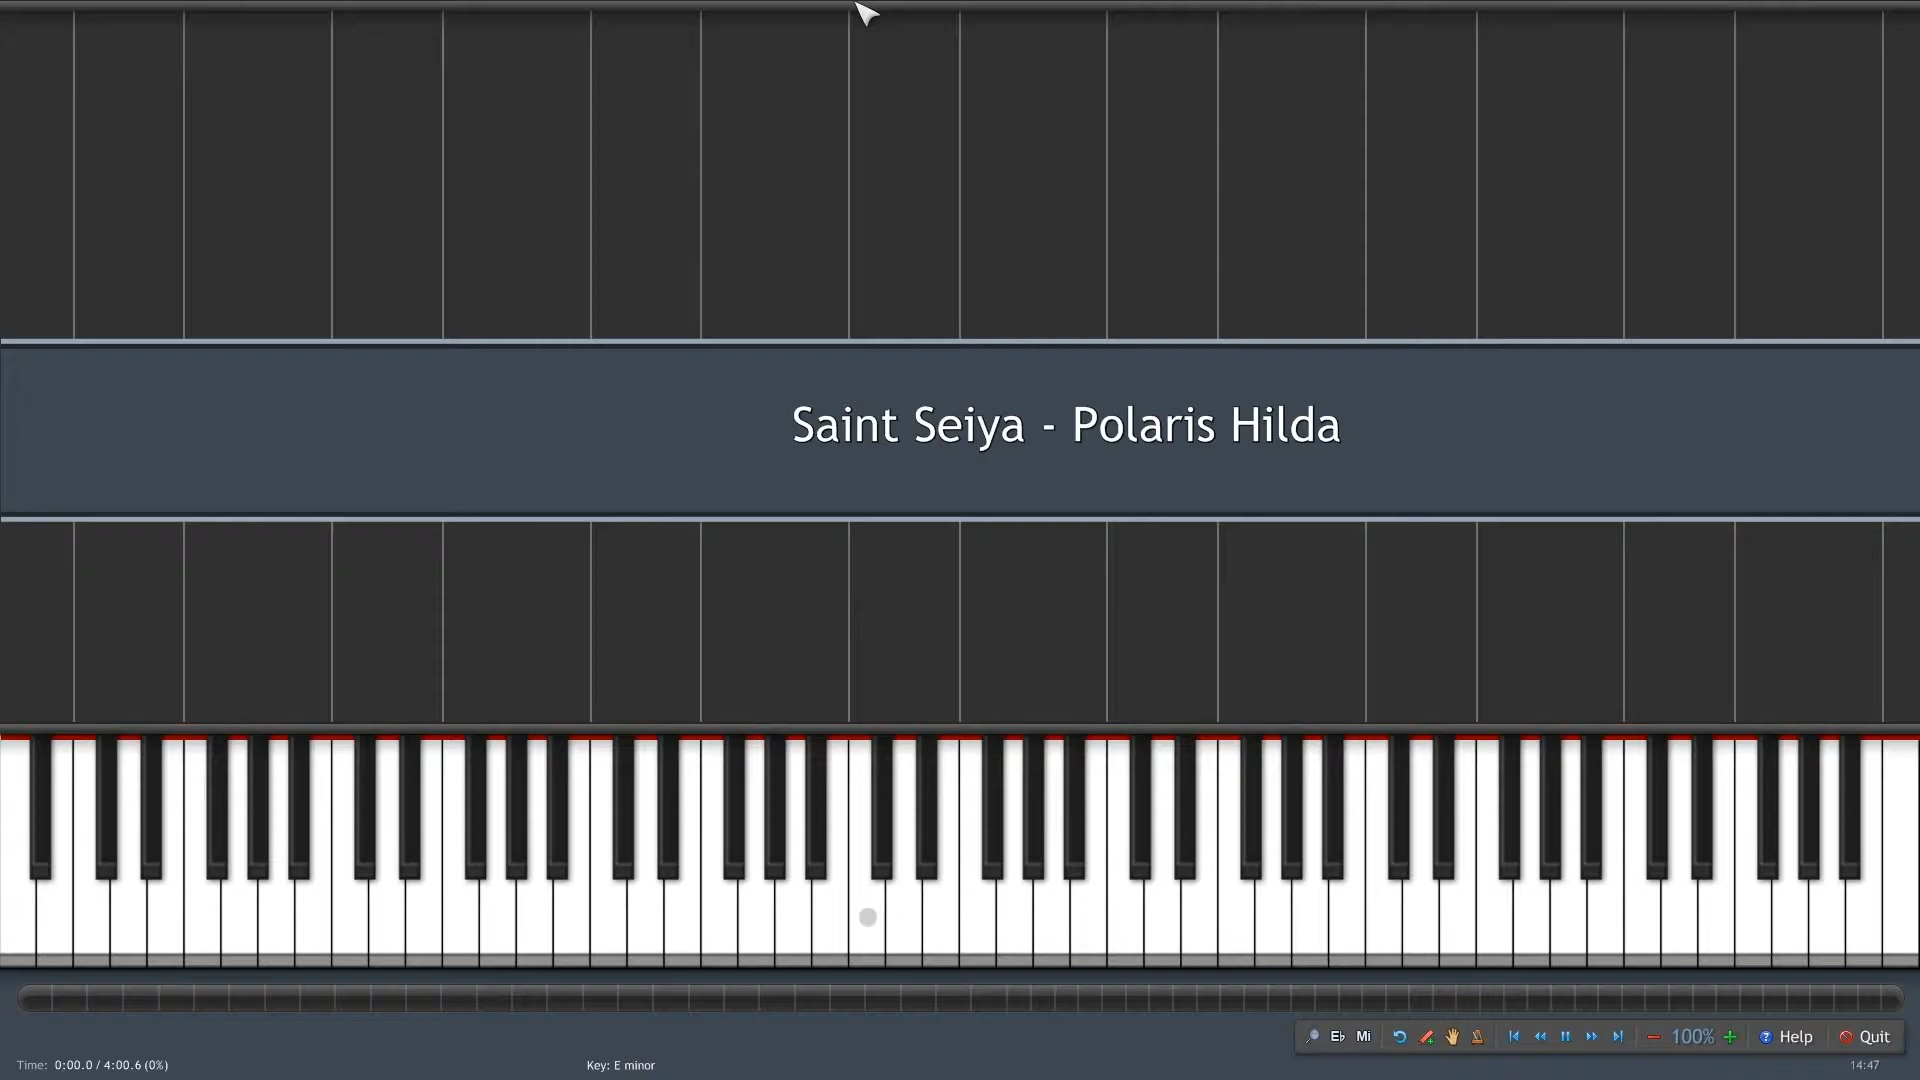 Saint Seiya - Polaris Hilda
E♭ Mi 100% Help Quit
Time: 0:00.0 / 4:00.6 (0%) Key: E minor 14:47